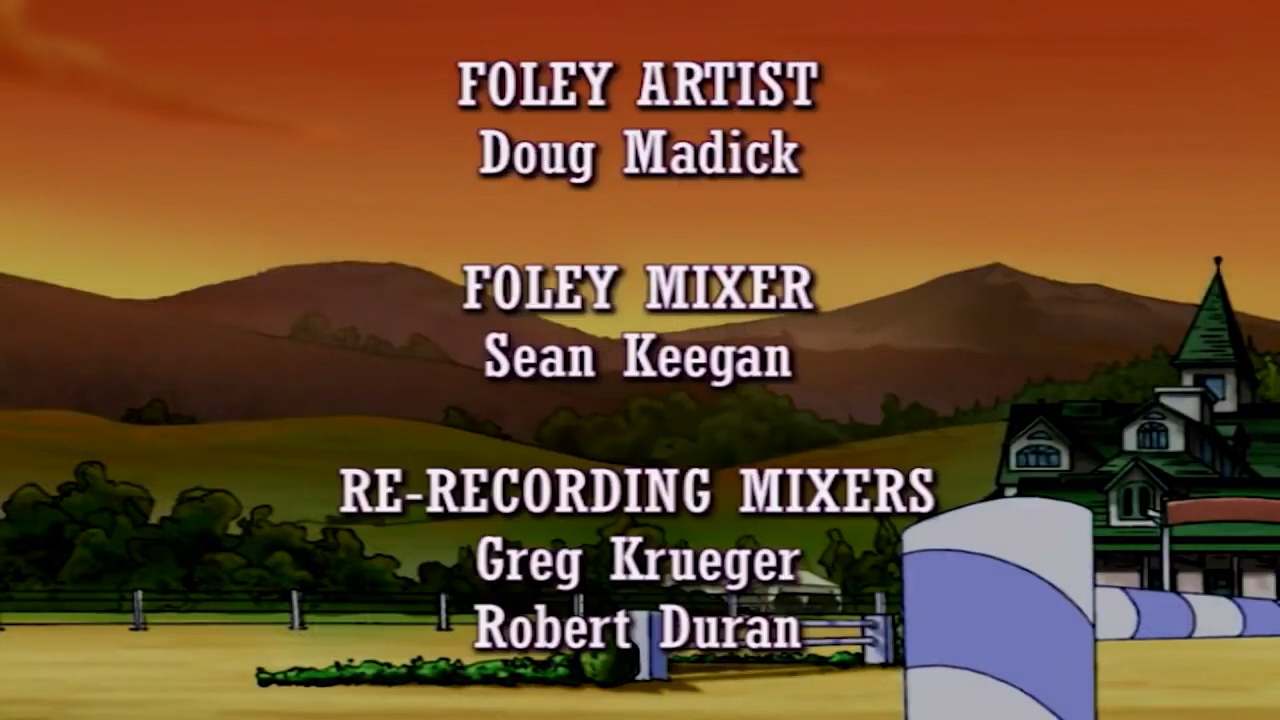 FOLEY ARTIST
Doug Madick
FOLEY MIXER
Sean Keegan
RE-RECORDING MIXERS
Greg Krueger
Robert Duran